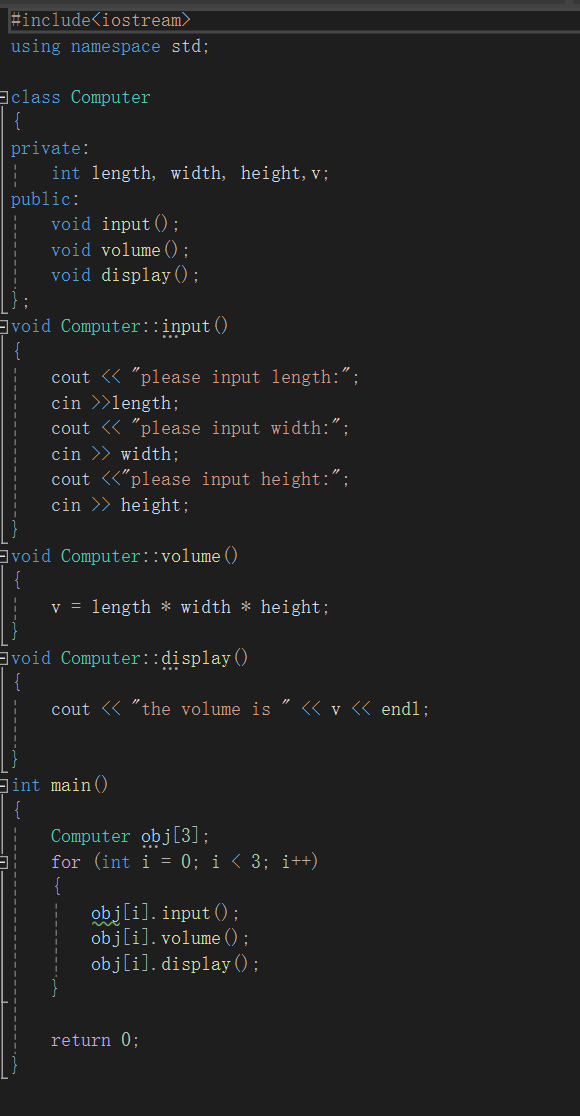 #include<iostream>
using namespace std;
class Computer
{
private:
    int length, width, height,v;
public:
    void input();
    void volume();
    void display();
};
void Computer::input()
{
    cout << "please input length:";
    cin >>length;
    cout << "please input width:";
    cin >> width;
    cout <<"please input height:";
    cin >> height;
}
void Computer::volume()
{
    v = length * width * height;
}
void Computer::display()
{
    cout << "the volume is " << v << endl;
}
int main()
{
    Computer obj[3];
    for (int i = 0; i < 3; i++)
    {
        obj[i].input();
        obj[i].volume();
        obj[i].display();
    }
    return 0;
}